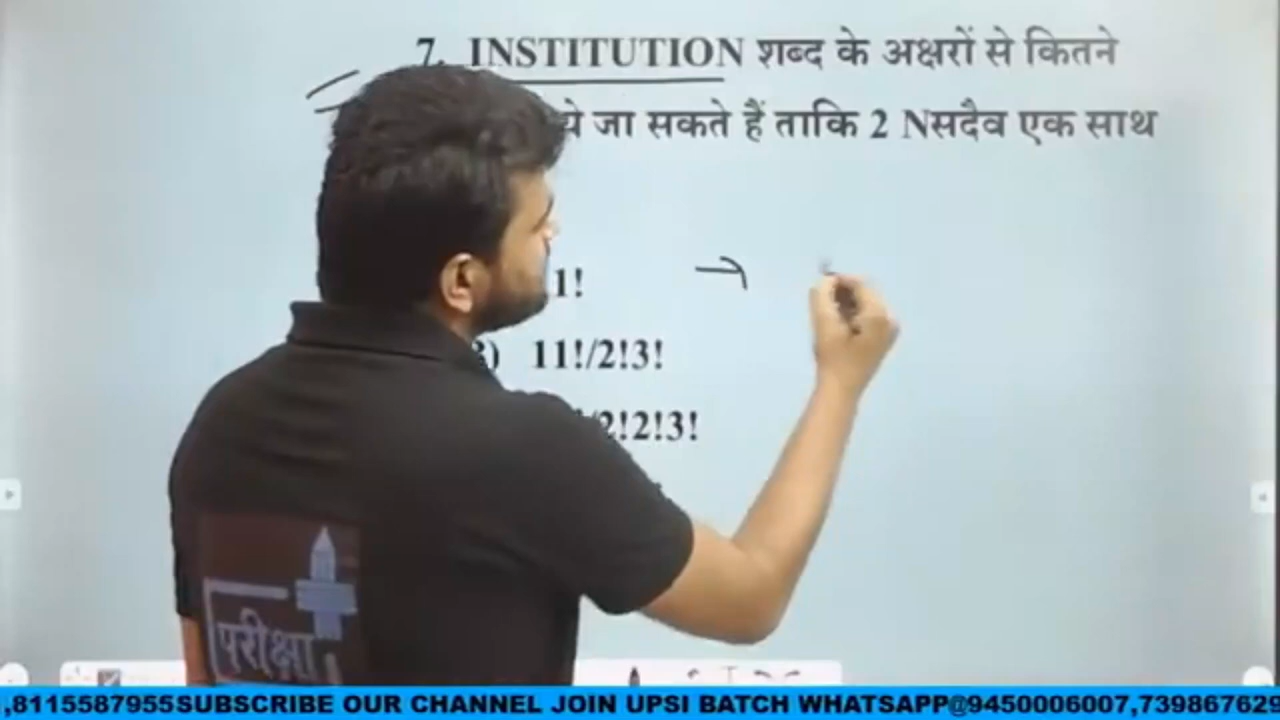 7. INSTITUTION शब्द के अक्षरों से कितने
ये जा सकते हैं ताकि 2 Nसदैव एक साथ
1!
) 11!/2!3!
/2!2!3!
परीक्षा
,8115587955SUBSCRIBE OUR CHANNEL JOIN UPSI BATCH WHATSAPP@9450006007,739867629